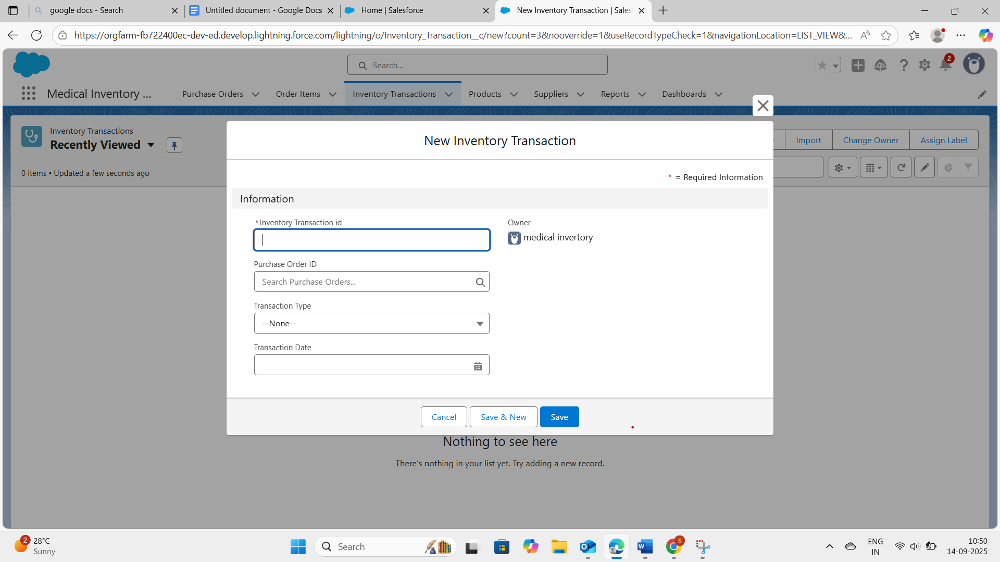 google docs - Search
Untitled document - Google Docs
Home | Salesforce
New Inventory Transaction | Sales
https://orgfarm-fb722400ec-dev-ed.develop.lightning.force.com/lightning/o/Inventory_Transaction__c/new?count=3&nooverride=1&useRecordTypeCheck=1&navigationLocation=LIST_VIEW&...
Search...
2
Medical Inventory ...
Purchase Orders
Order Items
Inventory Transactions
Products
Suppliers
Reports
Dashboards
Inventory Transactions
Recently Viewed
0 items • Updated a few seconds ago
Import
Change Owner
Assign Label
New Inventory Transaction
* = Required Information
Information
*Inventory Transaction id
Owner
medical invertory
Purchase Order ID
Search Purchase Orders...
Transaction Type
--None--
Transaction Date
Cancel
Save & New
Save
Nothing to see here
There's nothing in your list yet. Try adding a new record.
2
28°C
Sunny
Search
S
ENG
IN
10:50
14-09-2025